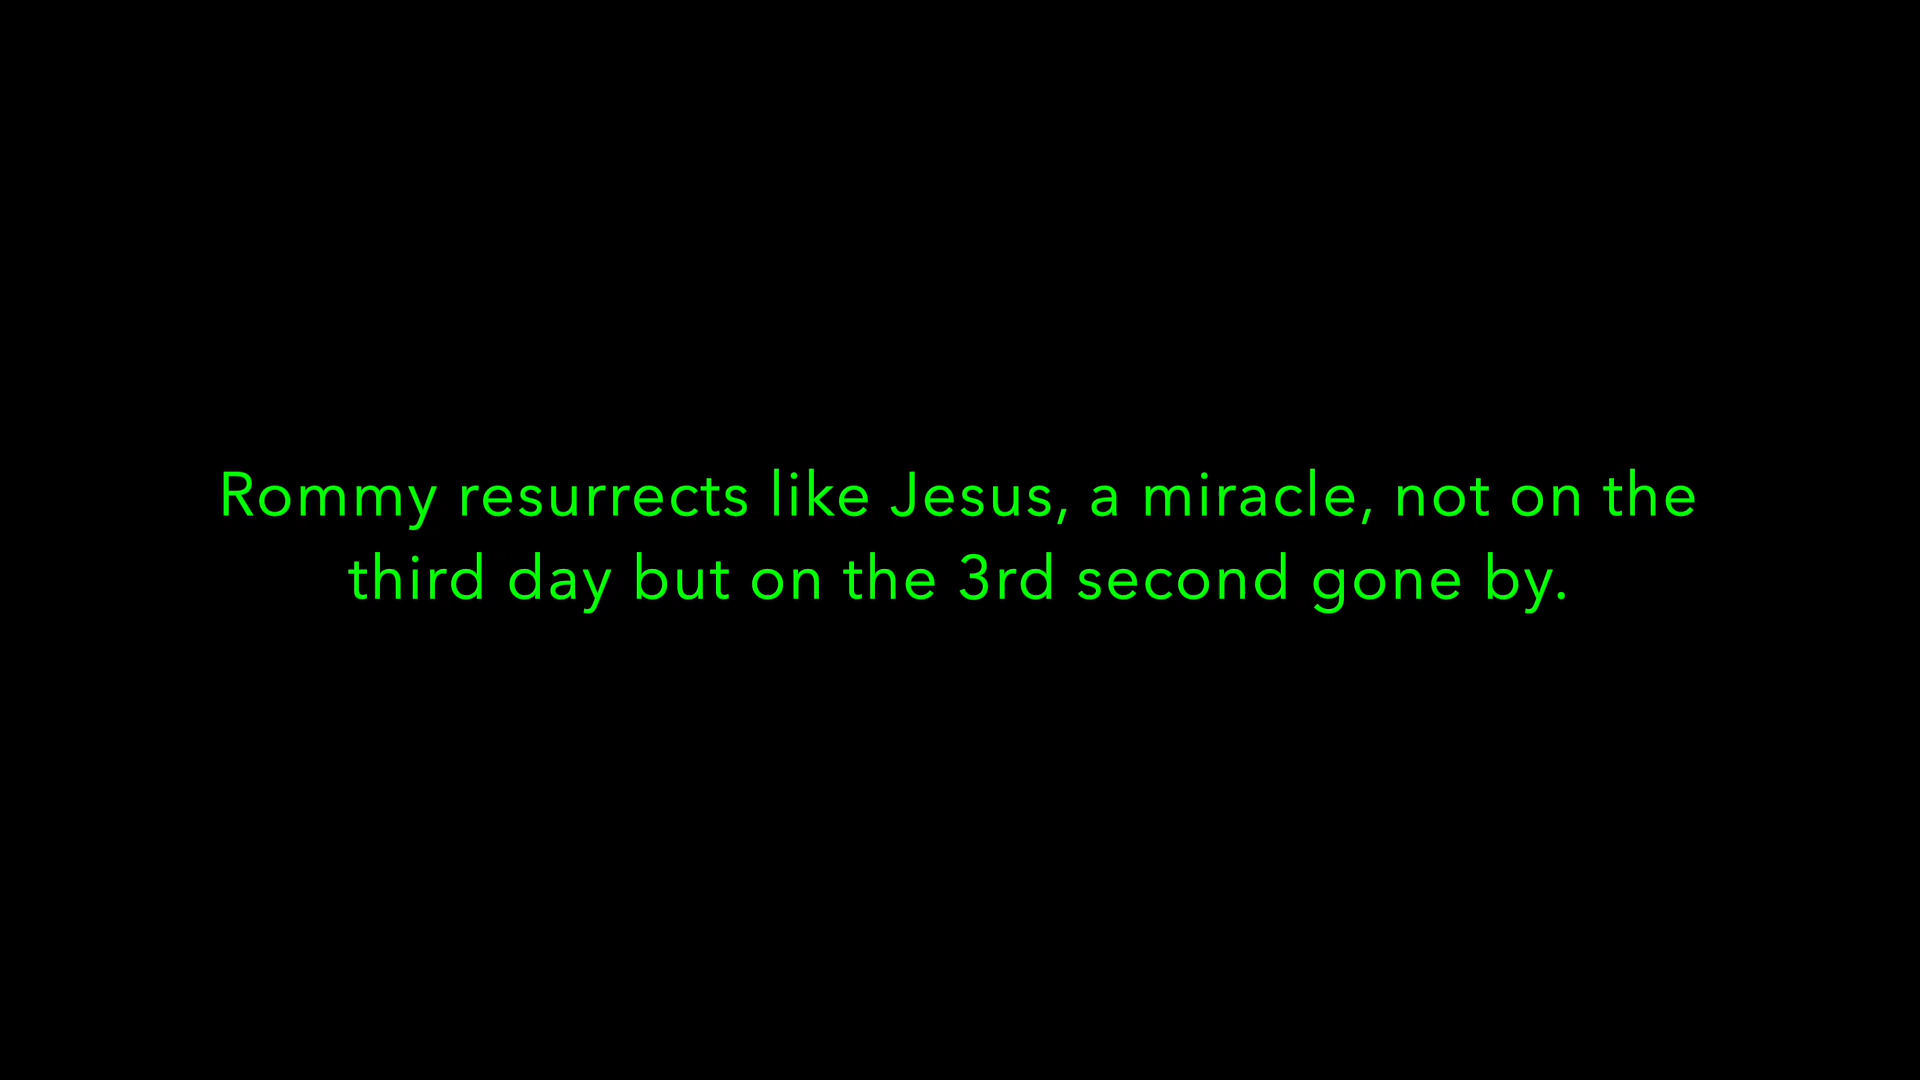 Rommy resurrects like Jesus, a miracle, not on the
third day but on the 3rd second gone by.